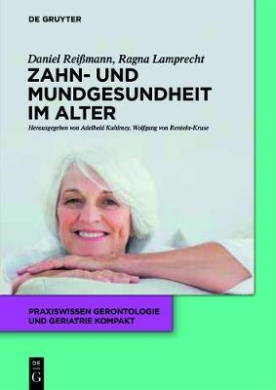 DE GRUYTER
Daniel Reißmann, Ragna Lamprecht
ZAHN- UND
MUNDGESUNDHEIT
IM ALTER
Herausgegeben von Adelheid Kuhlmey, Wolfgang von Renteln-Kruse
PRAXISWISSEN GERONTOLOGIE
UND GERIATRIE KOMPAKT
DE
G